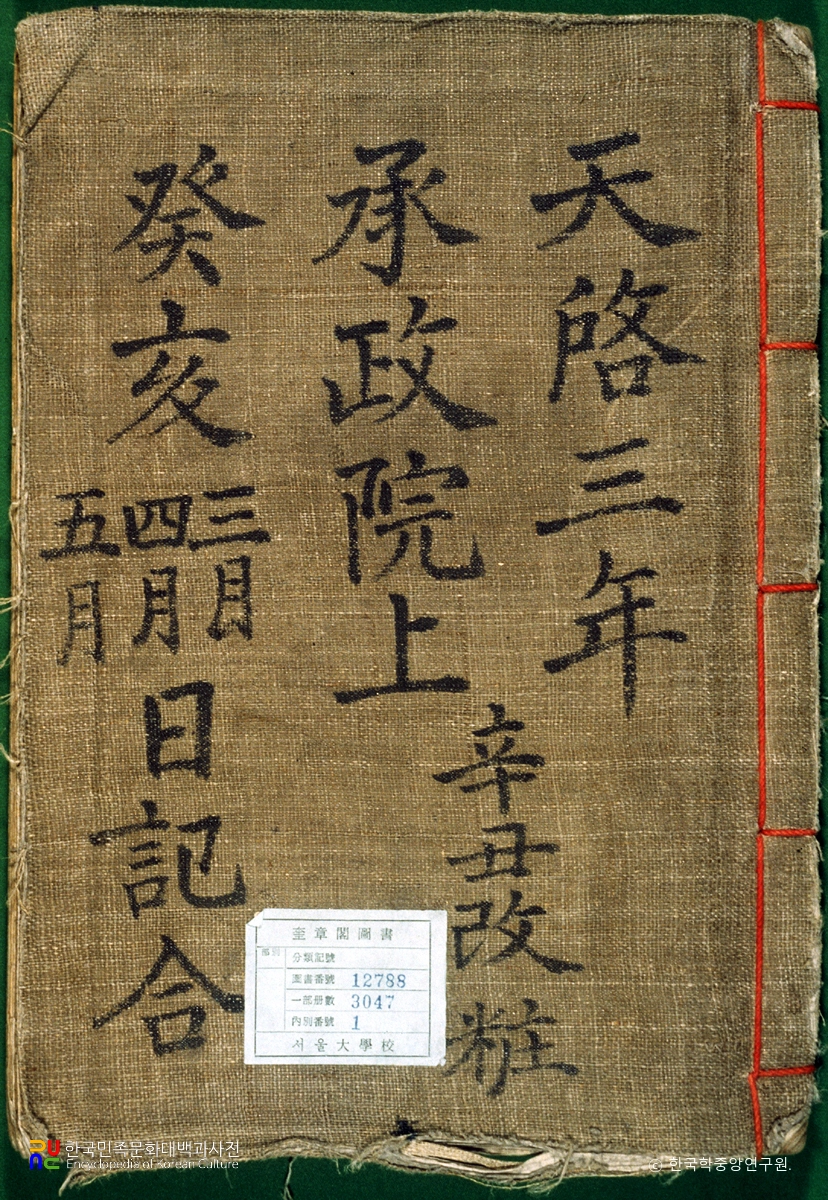 天啓三年
承政院上
辛丑改粧
癸亥
三月
四月
五月
日記合
奎章閣圖書
部別
分類記號
圖書番號 12788
一部册數 3047
內別番號 1
서울大學校
한국민족문화대백과사전
Encyclopedia of Korean Culture
© 한국학중앙연구원.